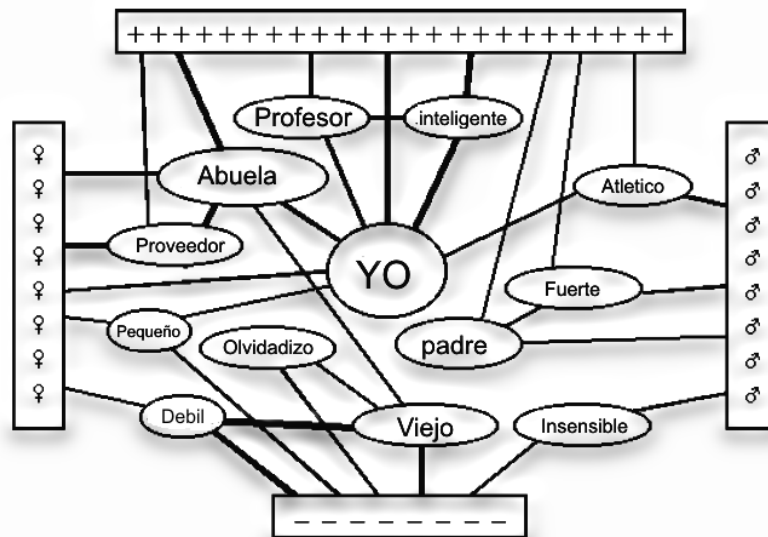 + + + + + + + + + + + + + + + + + + + + + + + +
Profesor
.inteligente
Abuela
Atletico
Proveedor
YO
Fuerte
Pequeño
Olvidadizo
padre
Debil
Viejo
Insensible
♀
♀
♀
♀
♀
♀
♀
♀
♂
♂
♂
♂
♂
♂
♂
♂
– – – – – – – –